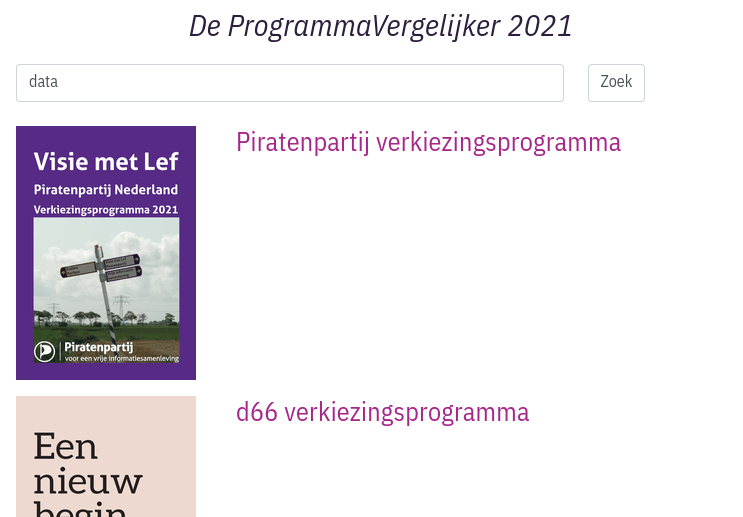 De ProgrammaVergelijker 2021
data
Zoek
Piratenpartij verkiezingsprogramma
Visie met Lef
Piratenpartij Nederland
Verkiezingsprogramma 2021
Piratenpartij
voor een vrije informatiesamenleving
d66 verkiezingsprogramma
Een
nieuw
begin